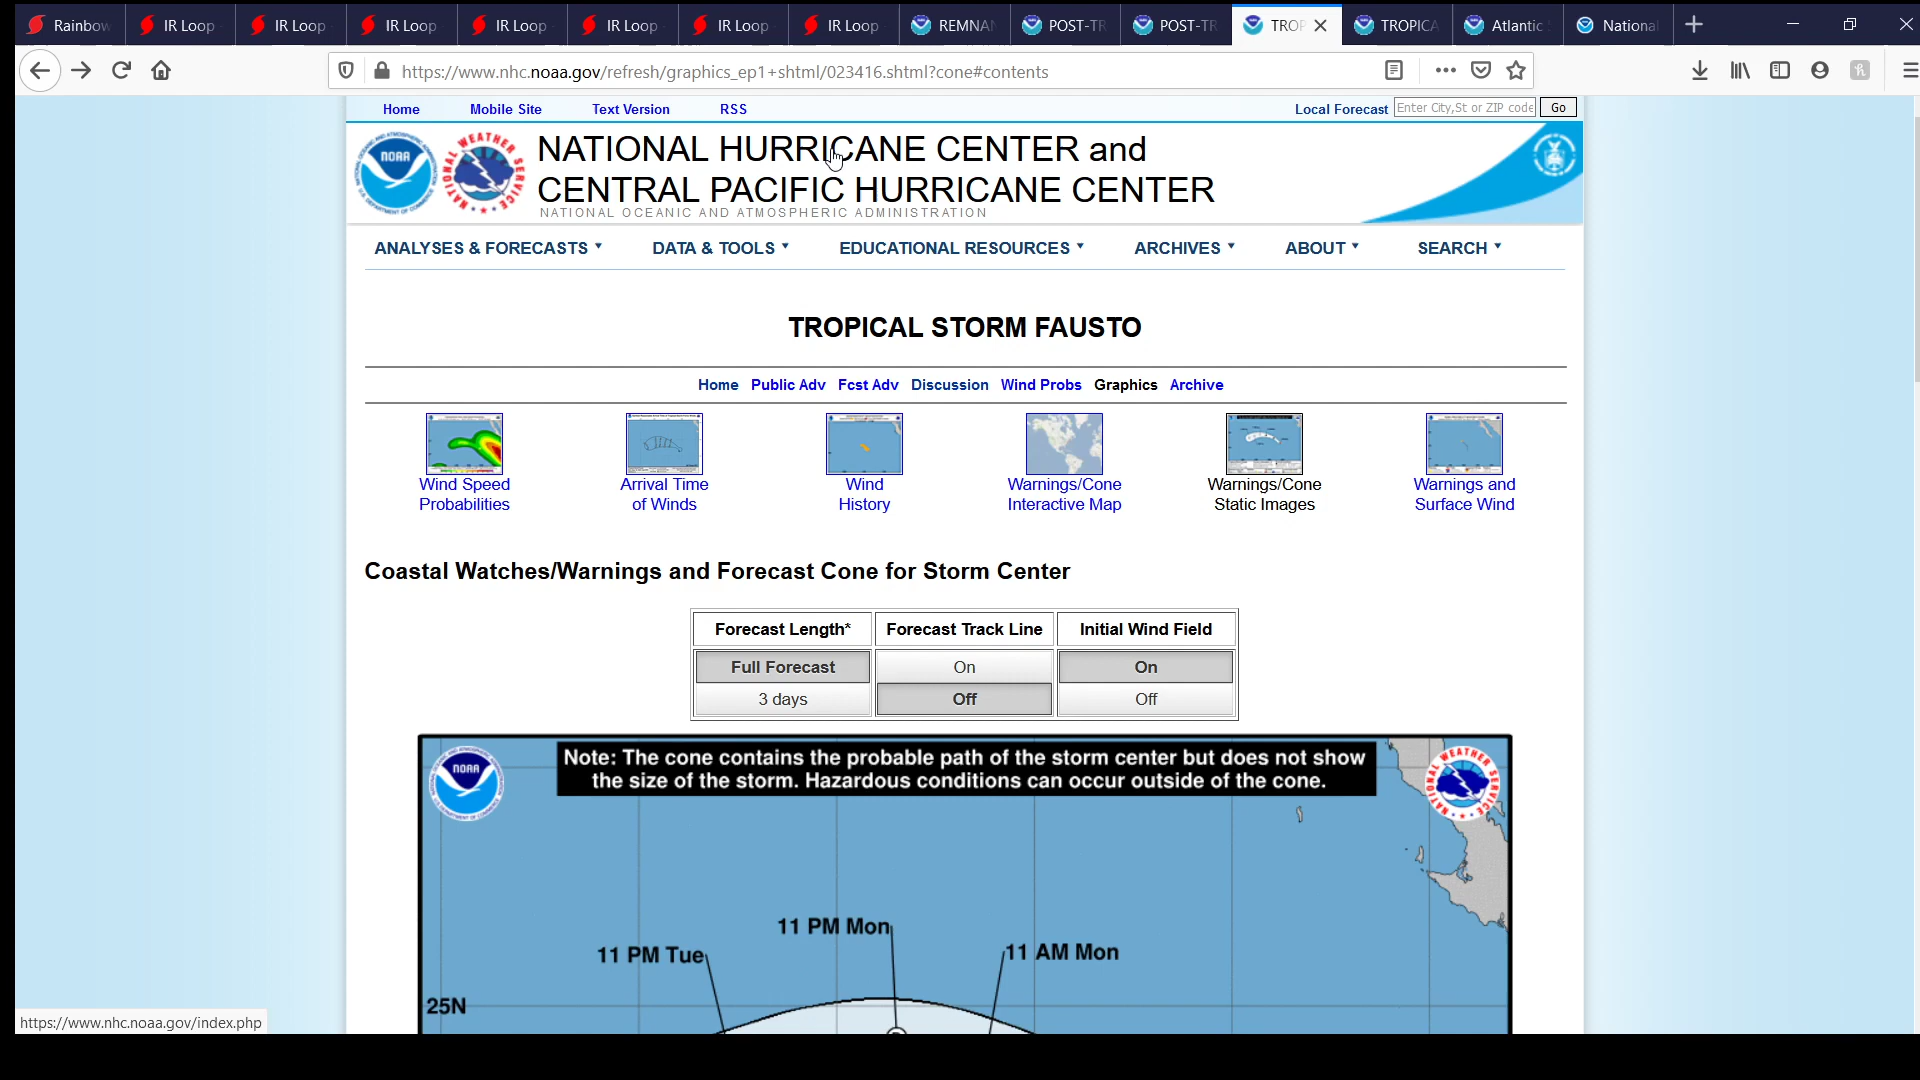 Rainbow
IR Loop
IR Loop
IR Loop
IR Loop
IR Loop
IR Loop
IR Loop
REMNAN
POST-TR
POST-TR
TROP
TROPICA
Atlantic
National
https://www.nhc.noaa.gov/refresh/graphics_ep1+shtml/023416.shtml?cone#contents
Home Mobile Site Text Version RSS Local Forecast Enter City,St or ZIP code Go
NATIONAL HURRICANE CENTER and
CENTRAL PACIFIC HURRICANE CENTER
NATIONAL OCEANIC AND ATMOSPHERIC ADMINISTRATION
ANALYSES & FORECASTS DATA & TOOLS EDUCATIONAL RESOURCES ARCHIVES ABOUT SEARCH
TROPICAL STORM FAUSTO
Home Public Adv Fcst Adv Discussion Wind Probs Graphics Archive
Wind Speed
Probabilities
Arrival Time
of Winds
Wind
History
Warnings/Cone
Interactive Map
Warnings/Cone
Static Images
Warnings and
Surface Wind
Coastal Watches/Warnings and Forecast Cone for Storm Center
Forecast Length* Forecast Track Line Initial Wind Field
Full Forecast On On
3 days Off Off
NOAA
Note: The cone contains the probable path of the storm center but does not show
the size of the storm. Hazardous conditions can occur outside of the cone.
11 PM Mon
11 PM Tue
11 AM Mon
25N
https://www.nhc.noaa.gov/index.php